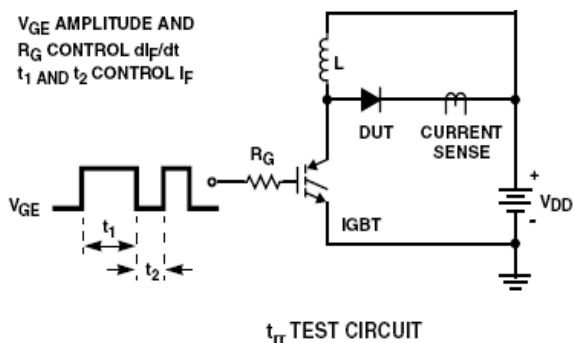 VGE AMPLITUDE AND
RG CONTROL dIF/dt
t1 AND t2 CONTROL IF
L
DUT
CURRENT
SENSE
RG
VGE
t1
t2
IGBT
+
VDD
-
trr TEST CIRCUIT